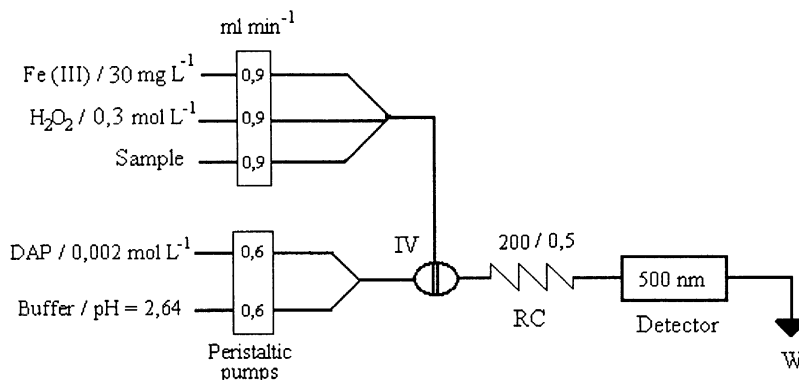 ml min⁻¹
Fe (III) / 30 mg L⁻¹
0,9
H₂O₂ / 0,3 mol L⁻¹
0,9
Sample
0,9
DAP / 0,002 mol L⁻¹
0,6
IV
200 / 0,5
500 nm
Buffer / pH = 2,64
0,6
RC
Detector
Peristaltic
pumps
W